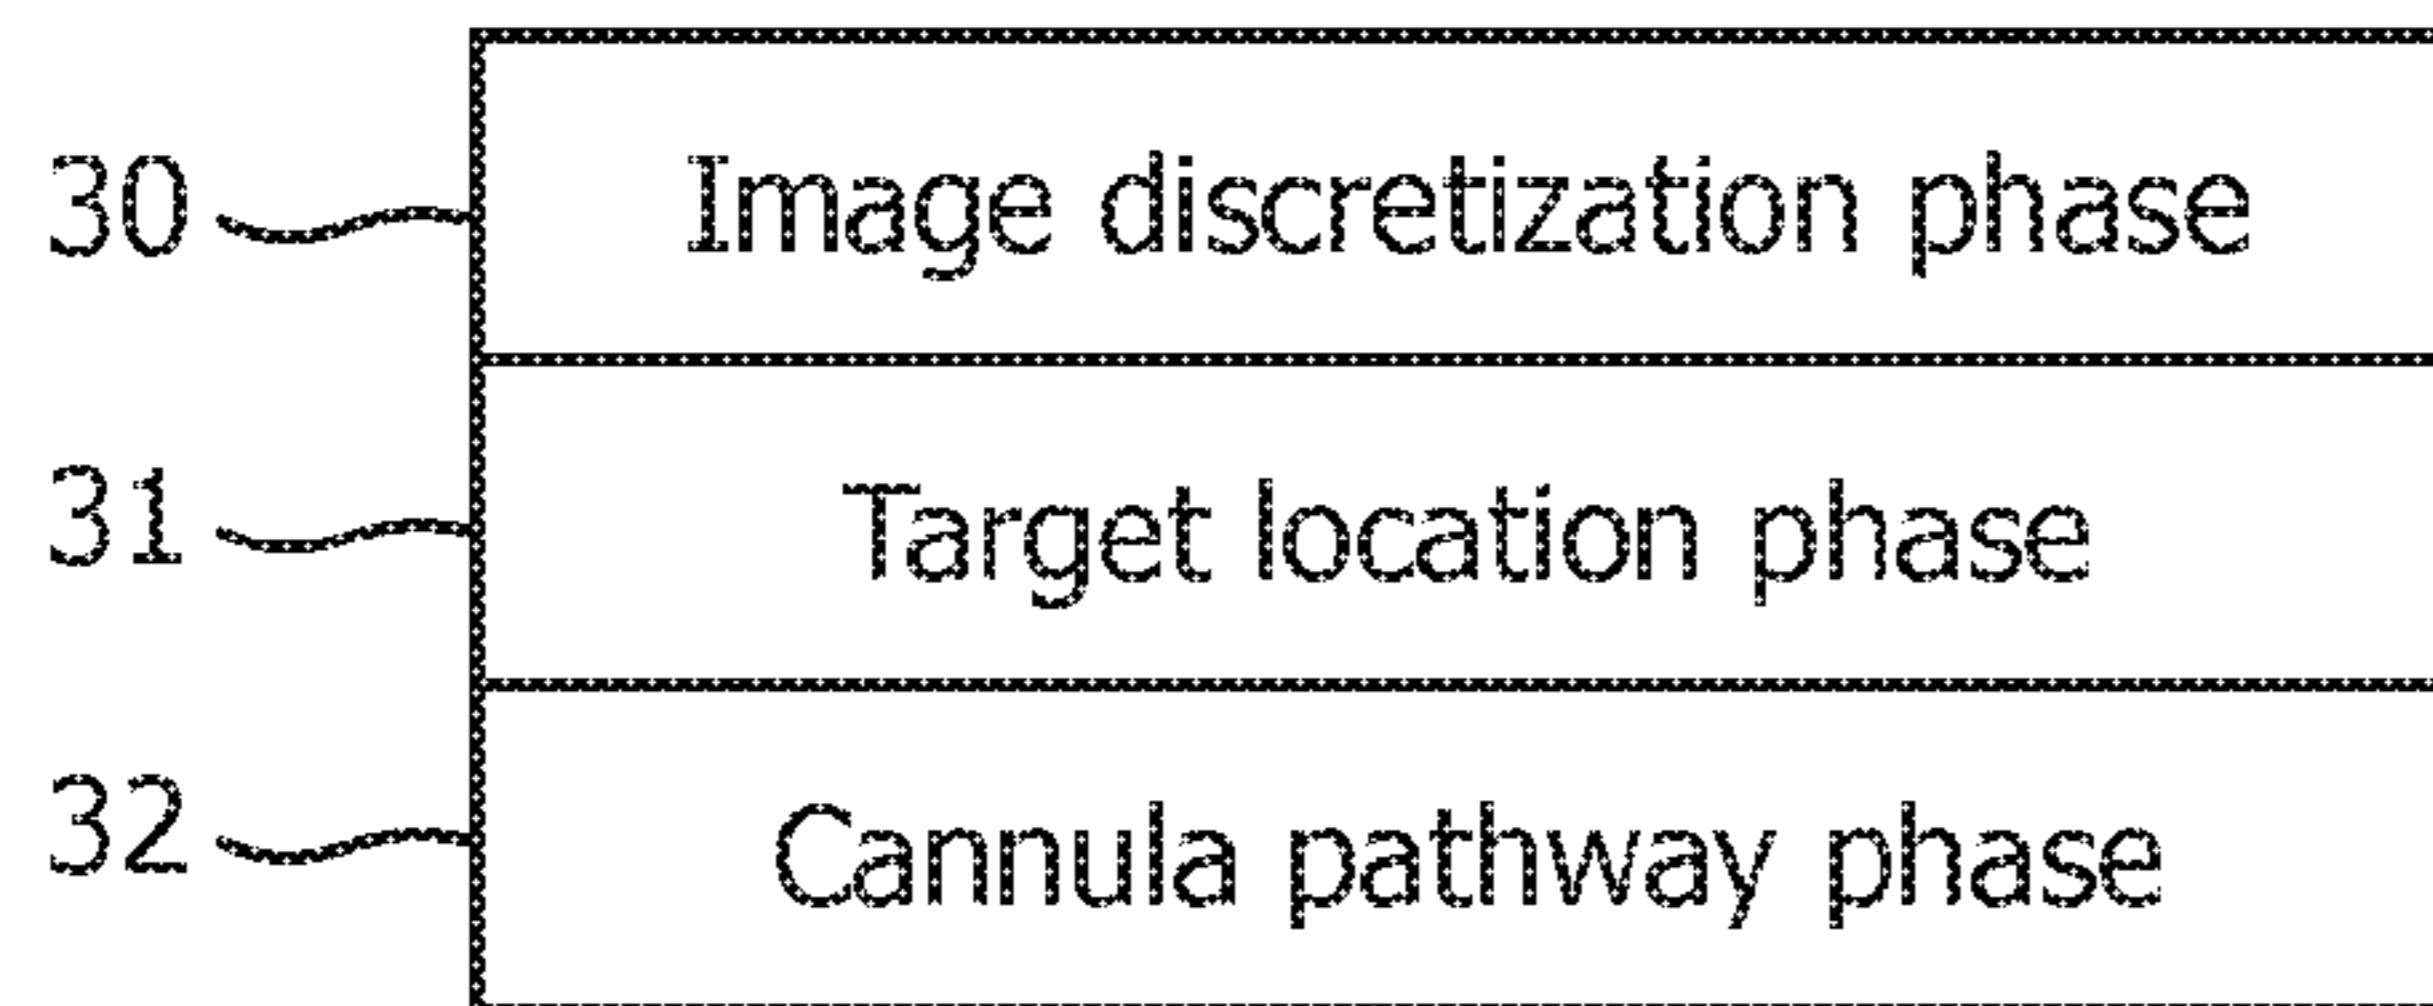 30 Image discretization phase
31 Target location phase
32 Cannula pathway phase